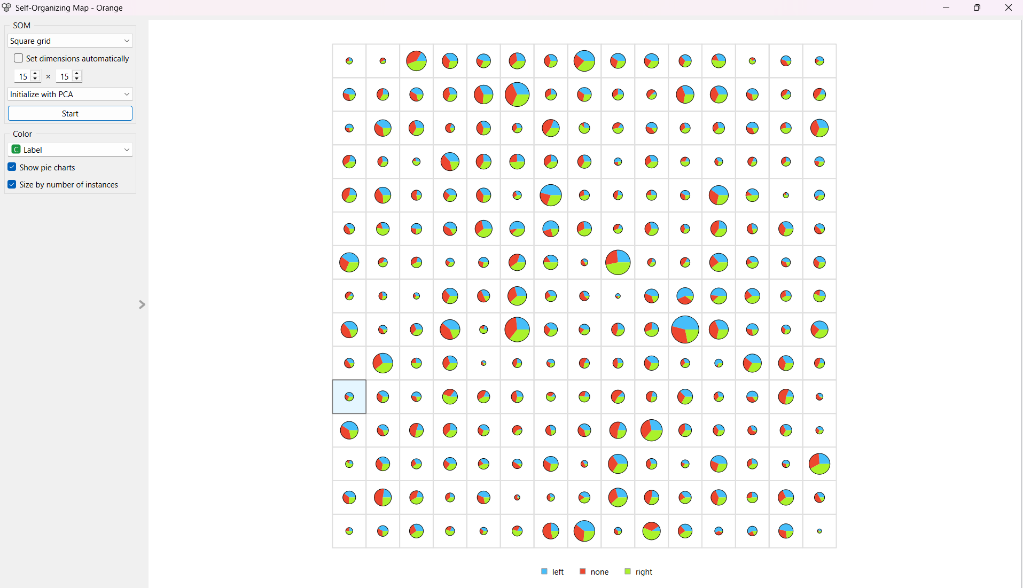 Self-Organizing Map - Orange
SOM
Square grid
Set dimensions automatically
15 × 15
Initialize with PCA
Start
Color
C Label
Show pie charts
Size by number of instances
left none right